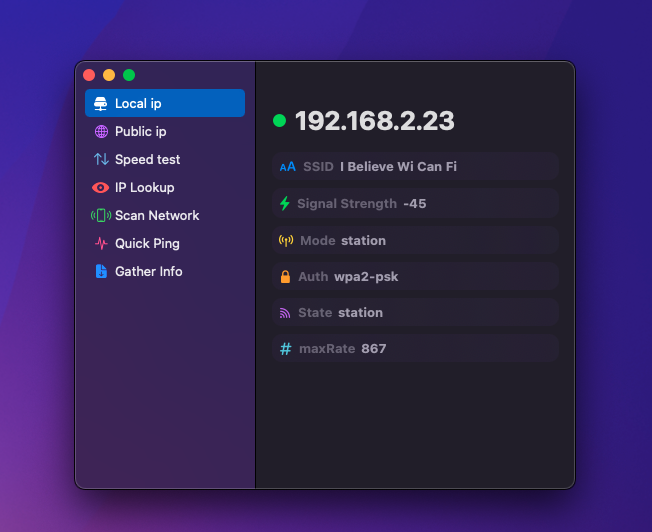 Local ip
Public ip
Speed test
IP Lookup
Scan Network
Quick Ping
Gather Info
192.168.2.23
AA SSID I Believe Wi Can Fi
Signal Strength -45
Mode station
Auth wpa2-psk
State station
# maxRate 867